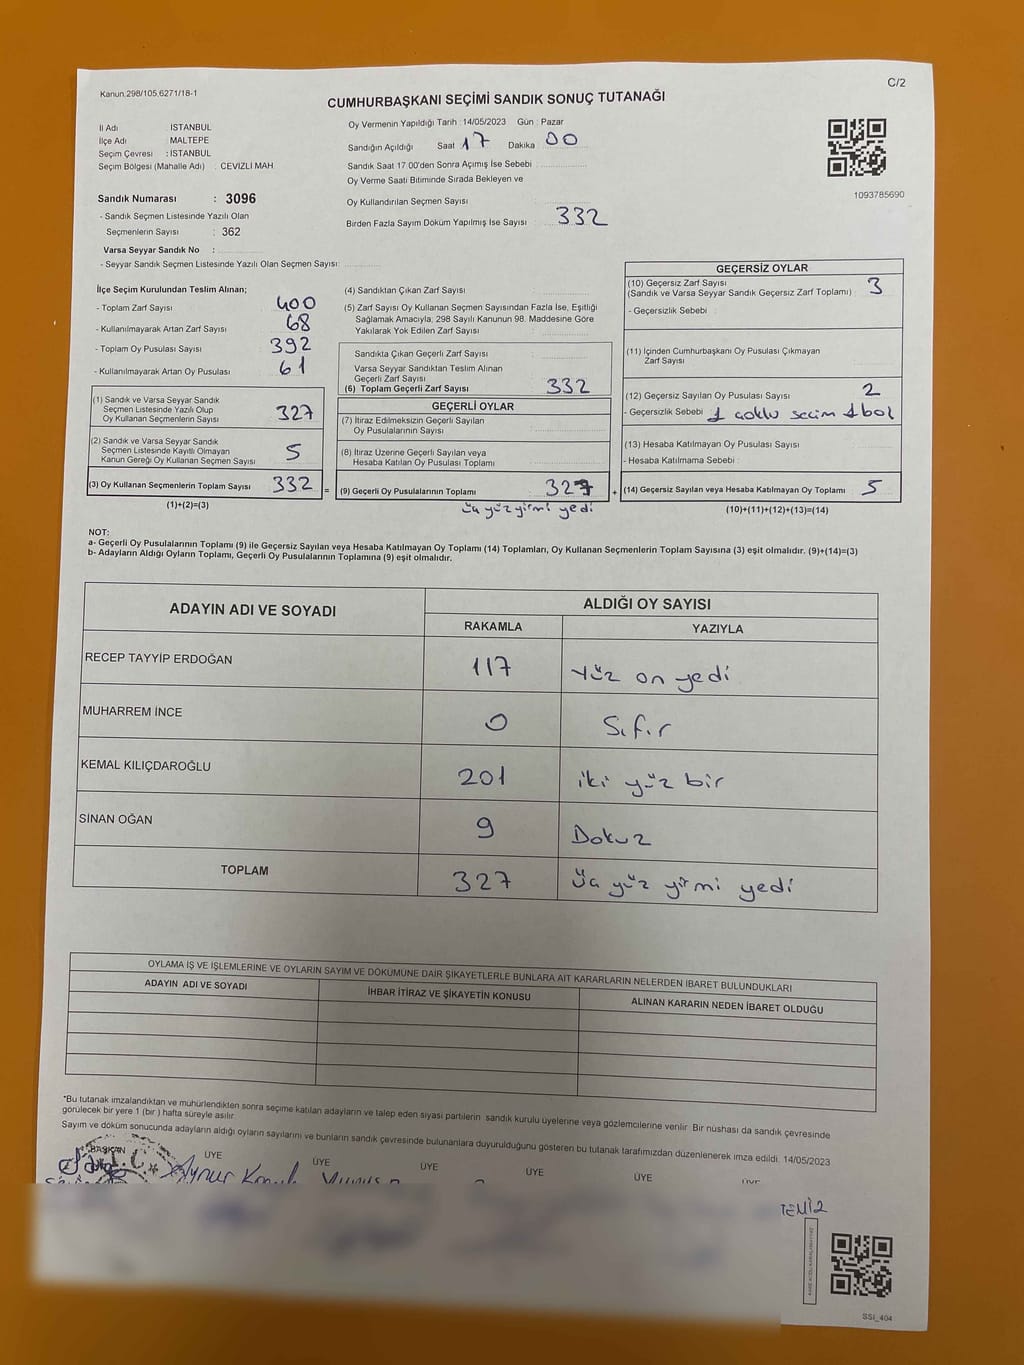 Kanun.298/105,6271/18-1
C/2
CUMHURBAŞKANI SEÇİMİ SANDIK SONUÇ TUTANAĞI
İl Adı : İSTANBUL
İlçe Adı : MALTEPE
Seçim Çevresi : İSTANBUL
Seçim Bölgesi (Mahalle Adı) : CEVİZLİ MAH.
Sandık Numarası : 3096
- Sandık Seçmen Listesinde Yazılı Olan
Seçmenlerin Sayısı : 362
Varsa Seyyar Sandık No :
- Seyyar Sandık Seçmen Listesinde Yazılı Olan Seçmen Sayısı:
Oy Vermenin Yapıldığı Tarih : 14/05/2023 Gün : Pazar
Sandığın Açıldığı Saat 17 Dakika 00
Sandık Saat 17.00'den Sonra Açımış İse Sebebi
Oy Verme Saati Bitiminde Sırada Bekleyen ve
Oy Kullandırılan Seçmen Sayısı
Birden Fazla Sayım Döküm Yapılmış İse Sayısı 332
1093785690
İlçe Seçim Kurulundan Teslim Alınan;
- Toplam Zarf Sayısı 400
- Kullanılmayarak Artan Zarf Sayısı 68
- Toplam Oy Pusulası Sayısı 392
- Kullanılmayarak Artan Oy Pusulası 61
(1) Sandık ve Varsa Seyyar Sandık
Seçmen Listesinde Yazılı Olup
Oy Kullanan Seçmenlerin Sayısı 327
(2) Sandık ve Varsa Seyyar Sandık
Seçmen Listesinde Kayıtlı Olmayan
Kanun Gereği Oy Kullanan Seçmen Sayısı 5
(3) Oy Kullanan Seçmenlerin Toplam Sayısı 332
(1)+(2)=(3)
(4) Sandıktan Çıkan Zarf Sayısı
(5) Zarf Sayısı Oy Kullanan Seçmen Sayısından Fazla İse, Eşitliği
Sağlamak Amacıyla; 298 Sayılı Kanunun 98. Maddesine Göre
Yakılarak Yok Edilen Zarf Sayısı
Sandıkta Çıkan Geçerli Zarf Sayısı
Varsa Seyyar Sandıktan Teslim Alınan
Geçerli Zarf Sayısı
(6) Toplam Geçerli Zarf Sayısı 332
GEÇERLİ OYLAR
(7) İtiraz Edilmeksizin Geçerli Sayılan
Oy Pusulalarının Sayısı
(8) İtiraz Üzerine Geçerli Sayılan veya
Hesaba Katılan Oy Pusulası Toplamı
= (9) Geçerli Oy Pusulalarının Toplamı 327 +
üç yüz yirmi yedi
GEÇERSİZ OYLAR
(10) Geçersiz Zarf Sayısı
(Sandık ve Varsa Seyyar Sandık Geçersiz Zarf Toplamı) : 3
- Geçersizlik Sebebi :
(11) İçinden Cumhurbaşkanı Oy Pusulası Çıkmayan
Zarf Sayısı
(12) Geçersiz Sayılan Oy Pusulası Sayısı 2
- Geçersizlik Sebebi 1 çoklu seçim 1 bol
(13) Hesaba Katılmayan Oy Pusulası Sayısı
- Hesaba Katılmama Sebebi :
(14) Geçersiz Sayılan veya Hesaba Katılmayan Oy Toplamı 5
(10)+(11)+(12)+(13)=(14)
NOT:
a- Geçerli Oy Pusulalarının Toplamı (9) ile Geçersiz Sayılan veya Hesaba Katılmayan Oy Toplamı (14) Toplamları, Oy Kullanan Seçmenlerin Toplam Sayısına (3) eşit olmalıdır. (9)+(14)=(3)
b- Adayların Aldığı Oyların Toplamı, Geçerli Oy Pusulalarının Toplamına (9) eşit olmalıdır.
ADAYIN ADI VE SOYADI
ALDIĞI OY SAYISI
RAKAMLA YAZIYLA
RECEP TAYYİP ERDOĞAN 117 Yüz on yedi
MUHARREM İNCE 0 Sıfır
KEMAL KILIÇDAROĞLU 201 iki yüz bir
SİNAN OĞAN 9 Dokuz
TOPLAM 327 üç yüz yirmi yedi
OYLAMA İŞ VE İŞLEMLERİNE VE OYLARIN SAYIM VE DÖKÜMÜNE DAİR ŞİKAYETLERLE BUNLARA AİT KARARLARIN NELERDEN İBARET BULUNDUKLARI
ADAYIN ADI VE SOYADI İHBAR İTİRAZ VE ŞİKAYETİN KONUSU ALINAN KARARIN NEDEN İBARET OLDUĞU
*Bu tutanak imzalandıktan ve mühürlendikten sonra seçime katılan adayların ve talep eden siyasi partilerin sandık kurulu üyelerine veya gözlemcilerine verilir. Bir nüshası da sandık çevresinde
görülecek bir yere 1 (bir ) hafta süreyle asılır.
Sayım ve döküm sonucunda adayların aldığı oyların sayılarını ve bunların sandık çevresinde bulunanlara duyurulduğunu gösteren bu tutanak tarafımızdan düzenlenerek imza edildi. 14/05/2023
BAŞKAN ÜYE ÜYE ÜYE ÜYE ÜYE
T.C.
Aynur
TEMİZ
SSI_404